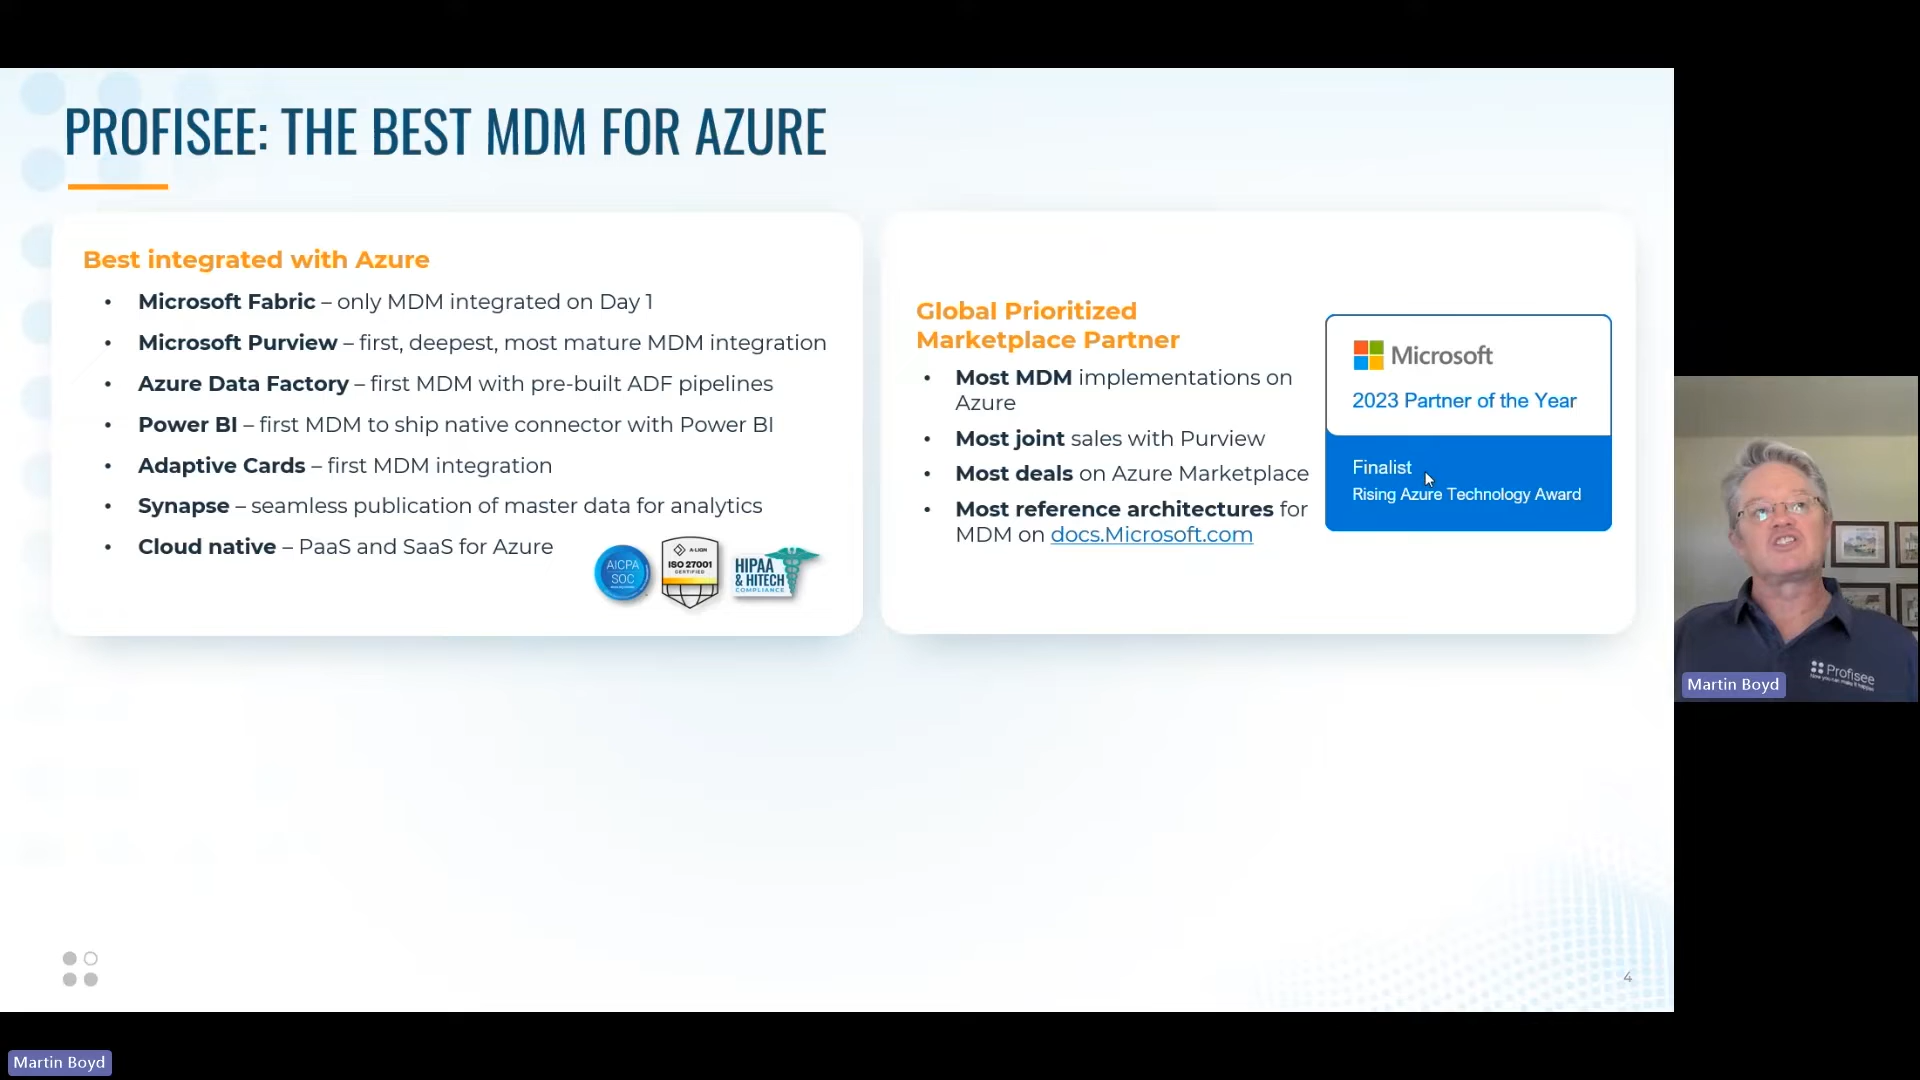 PROFISEE: THE BEST MDM FOR AZURE
Best integrated with Azure
• Microsoft Fabric – only MDM integrated on Day 1
• Microsoft Purview – first, deepest, most mature MDM integration
• Azure Data Factory – first MDM with pre-built ADF pipelines
• Power BI – first MDM to ship native connector with Power BI
• Adaptive Cards – first MDM integration
• Synapse – seamless publication of master data for analytics
• Cloud native – PaaS and SaaS for Azure
AICPA
SOC
A-LIGN
ISO 27001
CERTIFIED
HIPAA
& HITECH
COMPLIANCE
Global Prioritized
Marketplace Partner
• Most MDM implementations on
Azure
• Most joint sales with Purview
• Most deals on Azure Marketplace
• Most reference architectures for
MDM on docs.Microsoft.com
Microsoft
2023 Partner of the Year
Finalist
Rising Azure Technology Award
Profisee
Martin Boyd
4
Martin Boyd